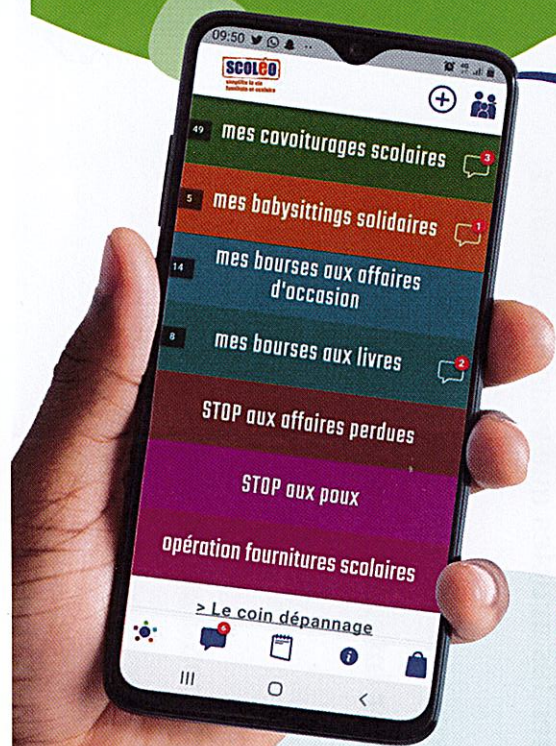 09:50
scoléo
simplifie la vie
familiale et scolaire
49 mes covoiturages scolaires 3
5 mes babysittings solidaires 1
14 mes bourses aux affaires
d'occasion
8 mes bourses aux livres 2
STOP aux affaires perdues
STOP aux poux
opération fournitures scolaires
> Le coin dépannage
6